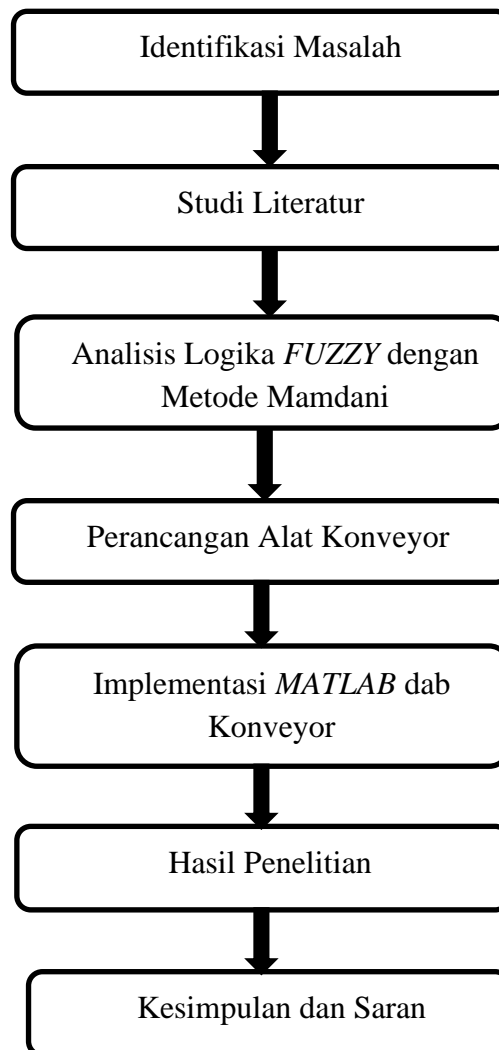 Identifikasi Masalah
Studi Literatur
Analisis Logika FUZZY dengan
Metode Mamdani
Perancangan Alat Konveyor
Implementasi MATLAB dab
Konveyor
Hasil Penelitian
Kesimpulan dan Saran